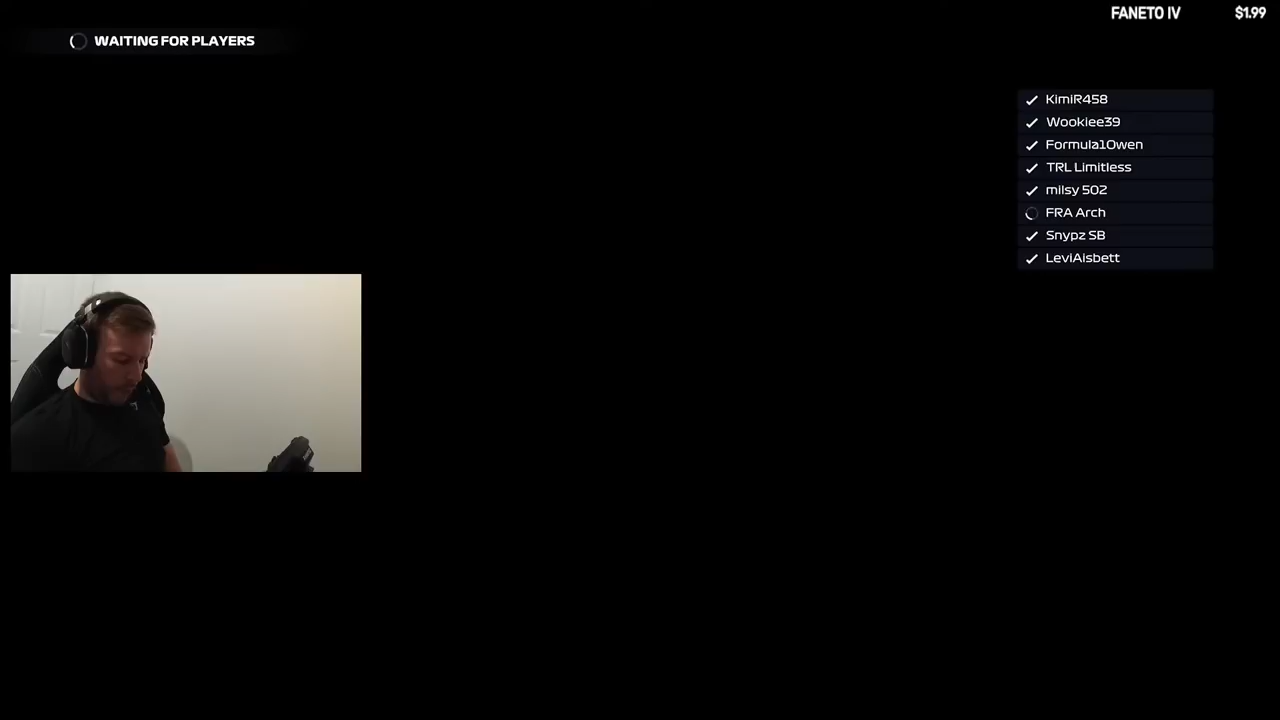 FANETO IV $1.99
WAITING FOR PLAYERS
KimiR458
Wookiee39
Formula1Owen
TRL Limitless
milsy 502
FRA Arch
Snypz SB
LeviAisbett